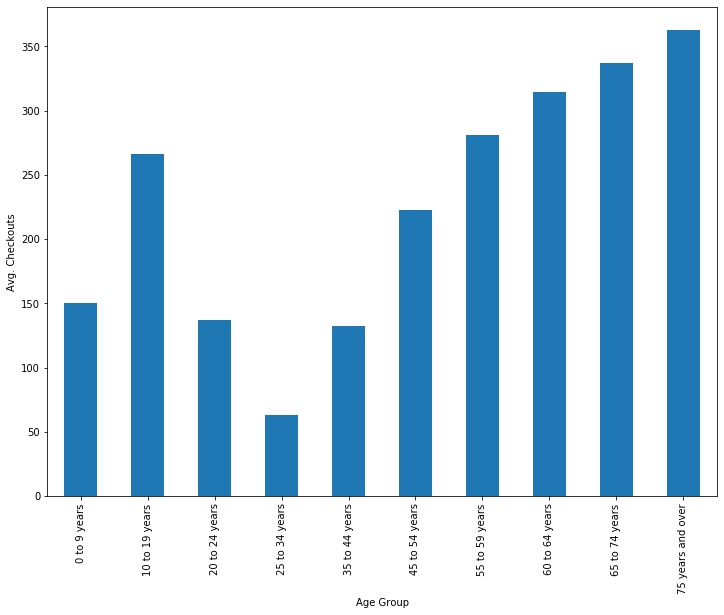 350
300
250
200
150
100
50
0
Avg. Checkouts
0 to 9 years
10 to 19 years
20 to 24 years
25 to 34 years
35 to 44 years
45 to 54 years
55 to 59 years
60 to 64 years
65 to 74 years
75 years and over
Age Group